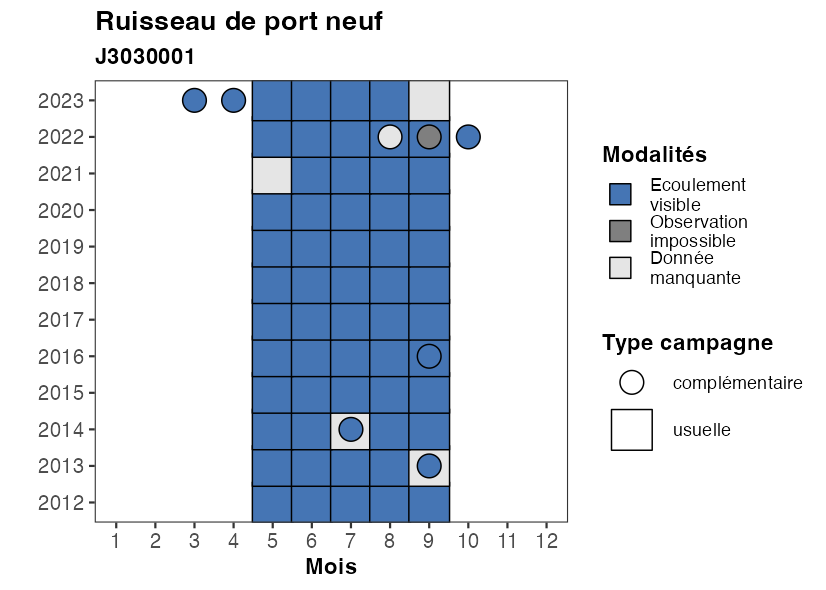 Ruisseau de port neuf
J3030001
2023
2022
2021
2020
2019
2018
2017
2016
2015
2014
2013
2012
1 2 3 4 5 6 7 8 9 10 11 12
Mois
Modalités
Ecoulement
visible
Observation
impossible
Donnée
manquante
Type campagne
complémentaire
usuelle